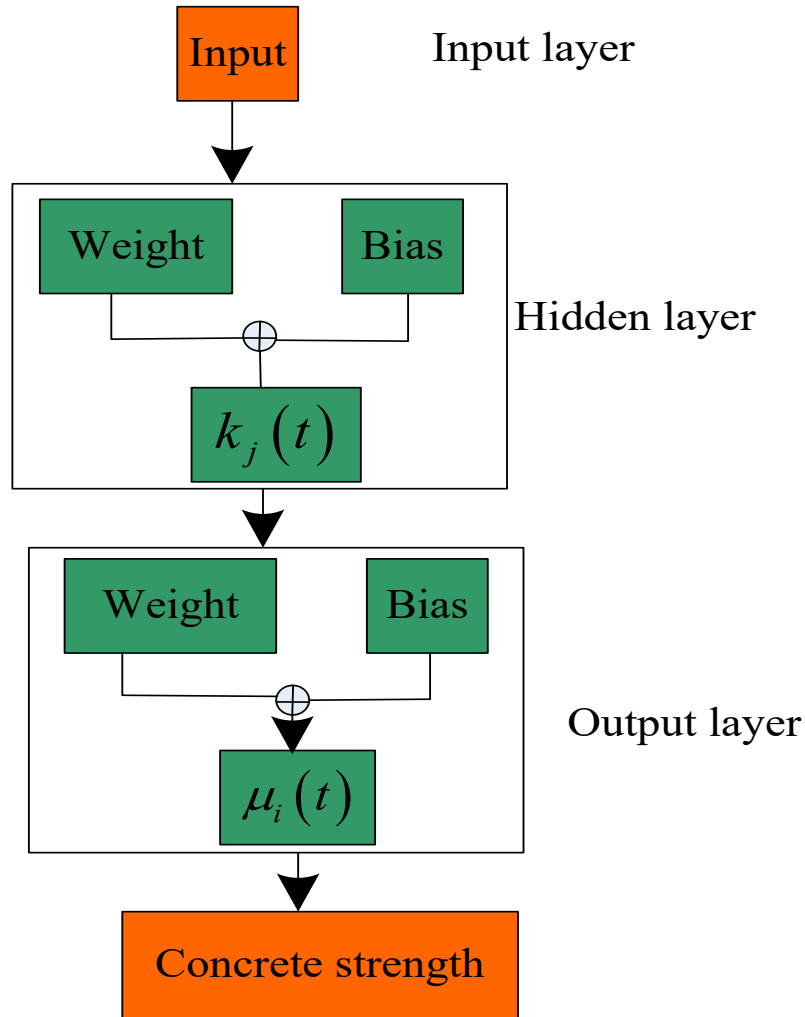 Input
Input layer
Weight
Bias
Hidden layer
k_j(t)
Weight
Bias
Output layer
μ_i(t)
Concrete strength